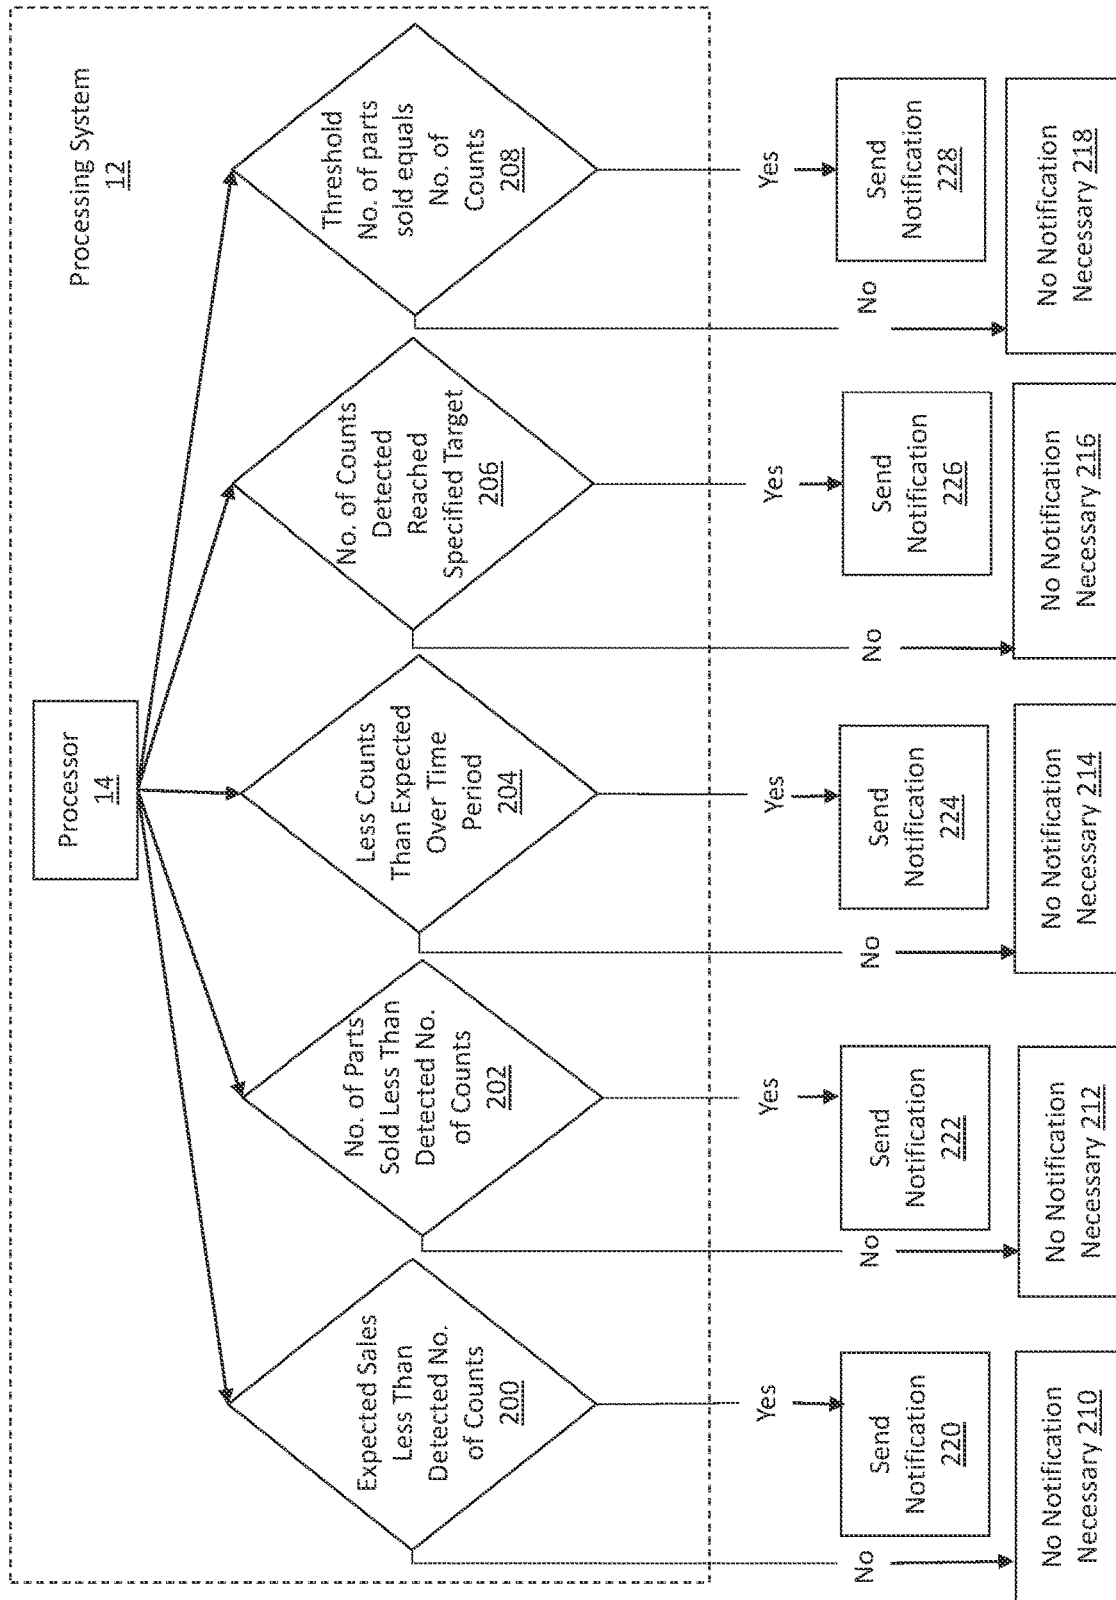 Processing System
12
Processor
14
Expected Sales
Less Than
Detected No.
of Counts
200
No. of Parts
Sold Less Than
Detected No.
of Counts
202
Less Counts
Than Expected
Over Time
Period
204
No. of Counts
Detected
Reached
Specified Target
206
Threshold
No. of parts
sold equals
No. of
Counts
208
Yes
Yes
Yes
Yes
Yes
Send
Notification
220
Send
Notification
222
Send
Notification
224
Send
Notification
226
Send
Notification
228
No
No
No
No
No
No Notification
Necessary 210
No Notification
Necessary 212
No Notification
Necessary 214
No Notification
Necessary 216
No Notification
Necessary 218